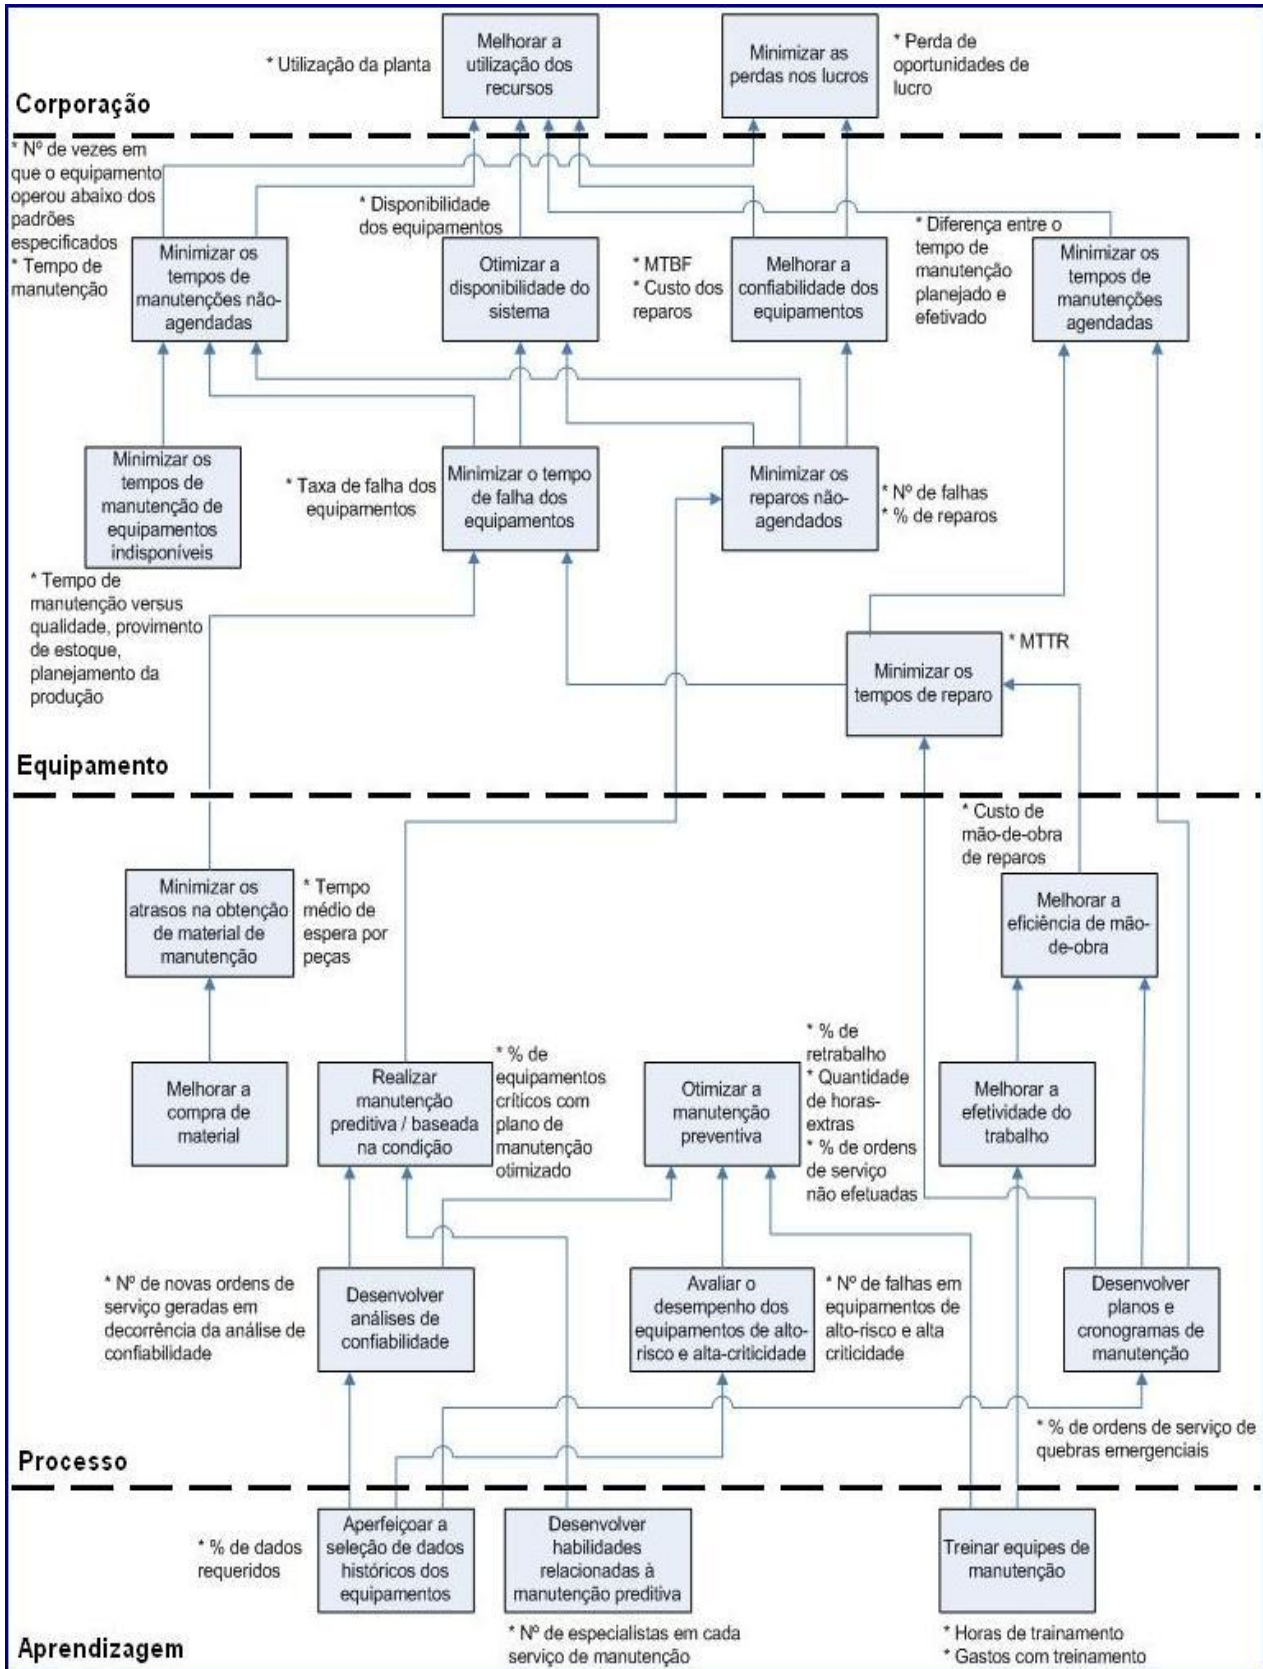 * Utilização da planta
Melhorar a
utilização dos
recursos
Minimizar as
perdas nos lucros
* Perda de
oportunidades de
lucro
Corporação
* Nº de vezes em
que o equipamento
operou abaixo dos
padrões
especificados
* Tempo de
manutenção
Minimizar os
tempos de
manutenções não-
agendadas
* Disponibilidade
dos equipamentos
Otimizar a
disponibilidade do
sistema
* MTBF
* Custo dos
reparos
Melhorar a
confiabilidade dos
equipamentos
* Diferença entre o
tempo de
manutenção
planejado e
efetivado
Minimizar os
tempos de
manutenções
agendadas
Minimizar os
tempos de
manutenção de
equipamentos
indisponíveis
* Tempo de
manutenção versus
qualidade, provimento
de estoque,
planejamento da
produção
* Taxa de falha dos
equipamentos
Minimizar o tempo
de falha dos
equipamentos
Minimizar os
reparos não-
agendados
* Nº de falhas
* % de reparos
Minimizar os
tempos de reparo
* MTTR
Equipamento
* Custo de
mão-de-obra
de reparos
Minimizar os
atrasos na obtenção
de material de
manutenção
* Tempo
médio de
espera por
peças
Melhorar a
eficiência de mão-
de-obra
Melhorar a
compra de
material
Realizar
manutenção
preditiva / baseada
na condição
* % de
equipamentos
críticos com
plano de
manutenção
otimizado
Otimizar a
manutenção
preventiva
* % de
retrabalho
* Quantidade
de horas-
extras
* % de ordens
de serviço
não efetuadas
Melhorar a
efetividade do
trabalho
* Nº de novas ordens de
serviço geradas em
decorrência da análise de
confiabilidade
Desenvolver
análises de
confiabilidade
Avaliar o
desempenho dos
equipamentos de alto-
risco e alta-criticidade
* Nº de falhas em
equipamentos de
alto-risco e alta
criticidade
Desenvolver
planos e
cronogramas de
manutenção
* % de ordens de serviço de
quebras emergenciais
Processo
* % de dados
requeridos
Aperfeiçoar a
seleção de dados
históricos dos
equipamentos
Desenvolver
habilidades
relacionadas à
manutenção preditiva
* Nº de especialistas em cada
serviço de manutenção
Treinar equipes de
manutenção
* Horas de trainamento
* Gastos com treinamento
Aprendizagem